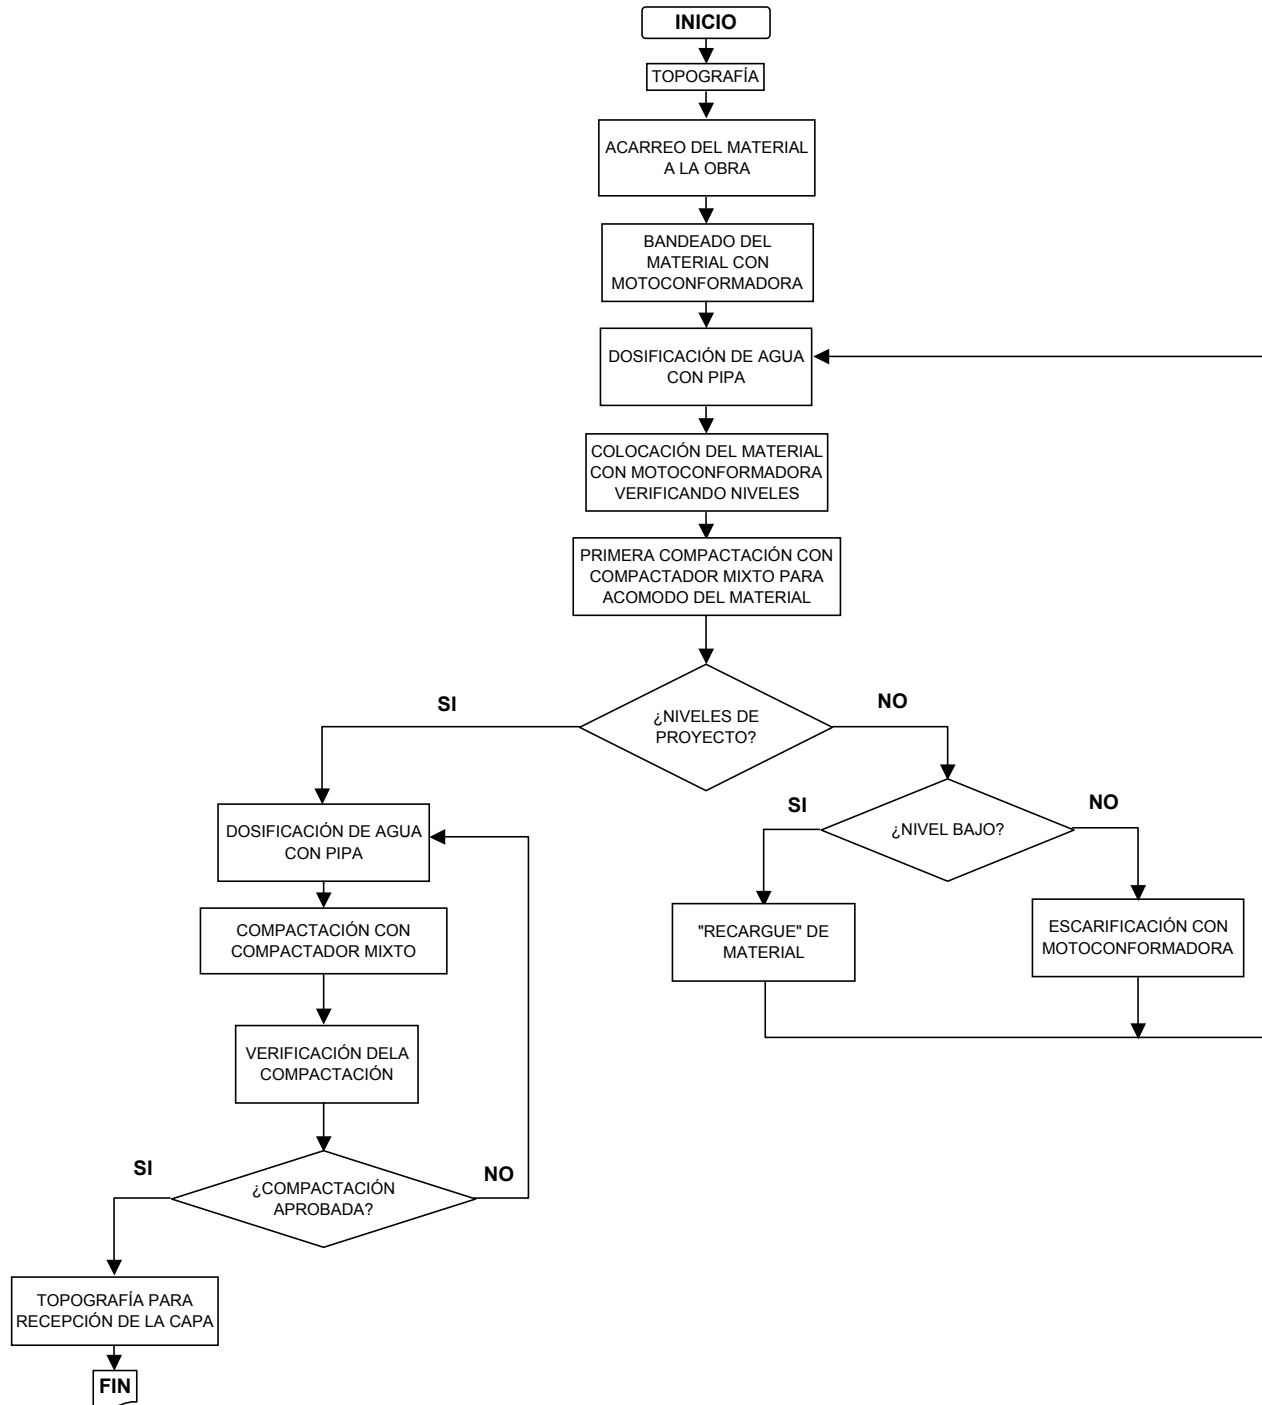 INICIO
TOPOGRAFÍA
ACARREO DEL MATERIAL
A LA OBRA
BANDEADO DEL
MATERIAL CON
MOTOCONFORMADORA
DOSIFICACIÓN DE AGUA
CON PIPA
COLOCACIÓN DEL MATERIAL
CON MOTOCONFORMADORA
VERIFICANDO NIVELES
PRIMERA COMPACTACIÓN CON
COMPACTADOR MIXTO PARA
ACOMODO DEL MATERIAL
¿NIVELES DE
PROYECTO?
SI
NO
DOSIFICACIÓN DE AGUA
CON PIPA
COMPACTACIÓN CON
COMPACTADOR MIXTO
VERIFICACIÓN DELA
COMPACTACIÓN
¿COMPACTACIÓN
APROBADA?
SI
NO
TOPOGRAFÍA PARA
RECEPCIÓN DE LA CAPA
FIN
¿NIVEL BAJO?
SI
NO
"RECARGUE" DE
MATERIAL
ESCARIFICACIÓN CON
MOTOCONFORMADORA